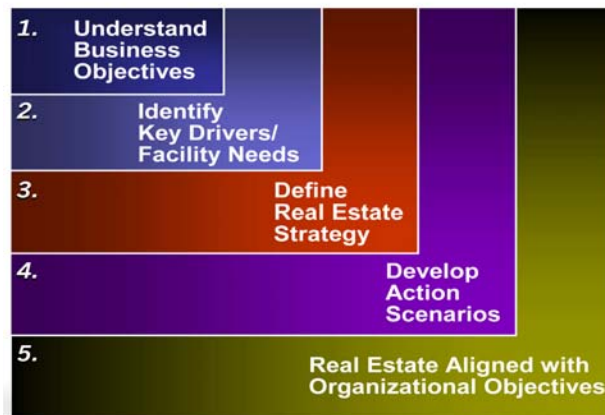 1. Understand
Business
Objectives
2. Identify
Key Drivers/
Facility Needs
3. Define
Real Estate
Strategy
4. Develop
Action
Scenarios
5. Real Estate Aligned with
Organizational Objectives